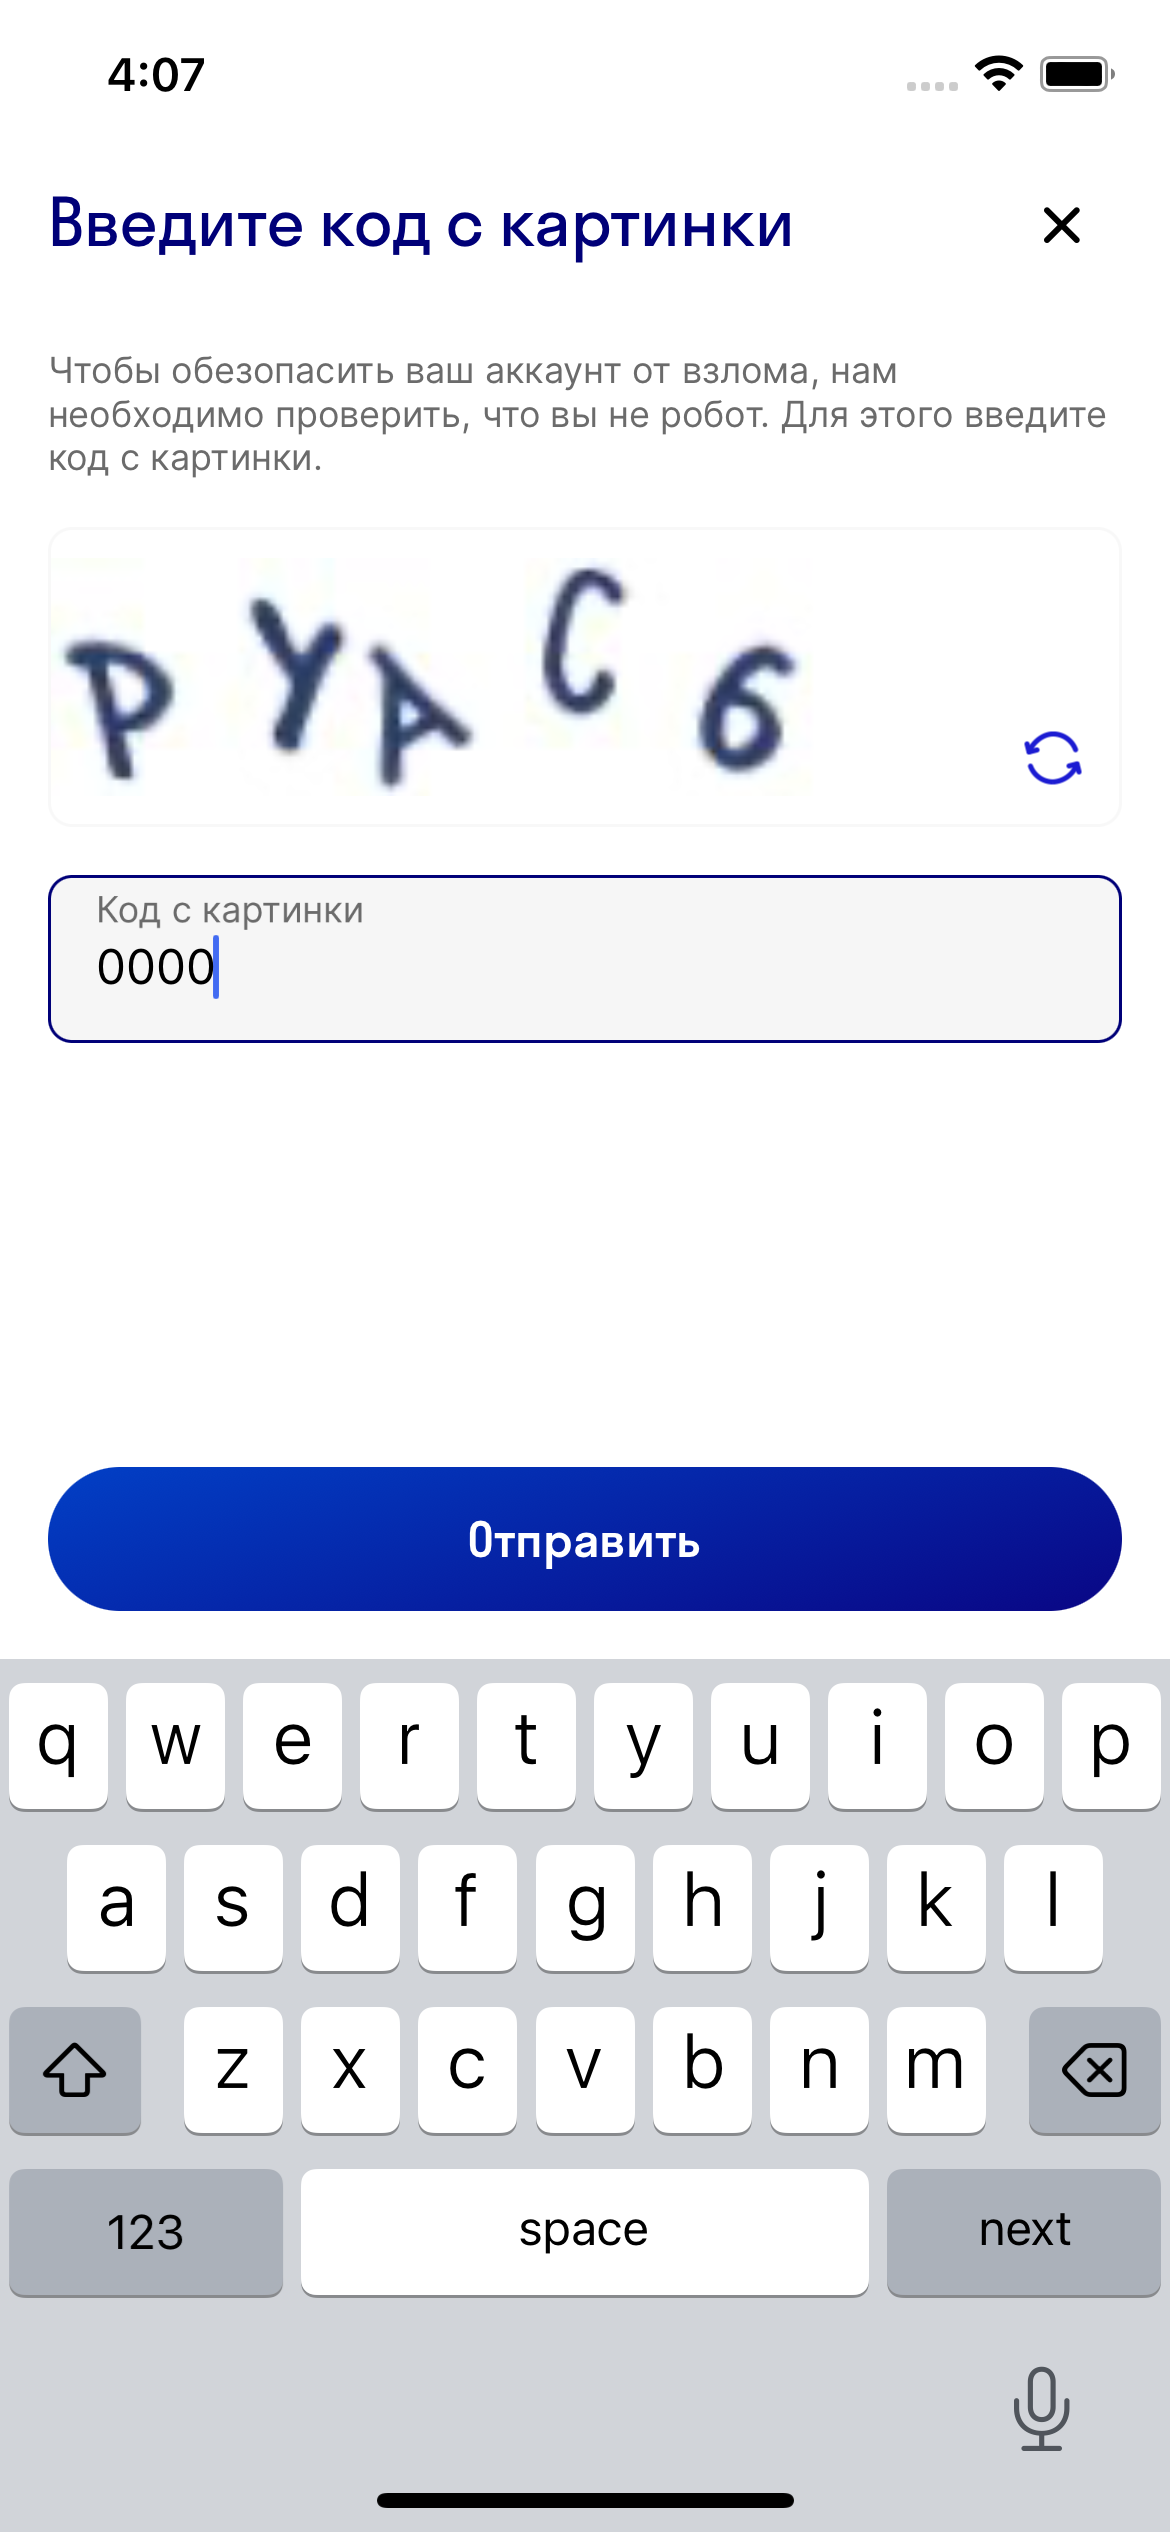 4:07
Введите код с картинки
Чтобы обезопасить ваш аккаунт от взлома, нам
необходимо проверить, что вы не робот. Для этого введите
код с картинки.
PYAC6
Код с картинки
0000
Отправить
q w e r t y u i o p
a s d f g h j k l
z x c v b n m
123 space next